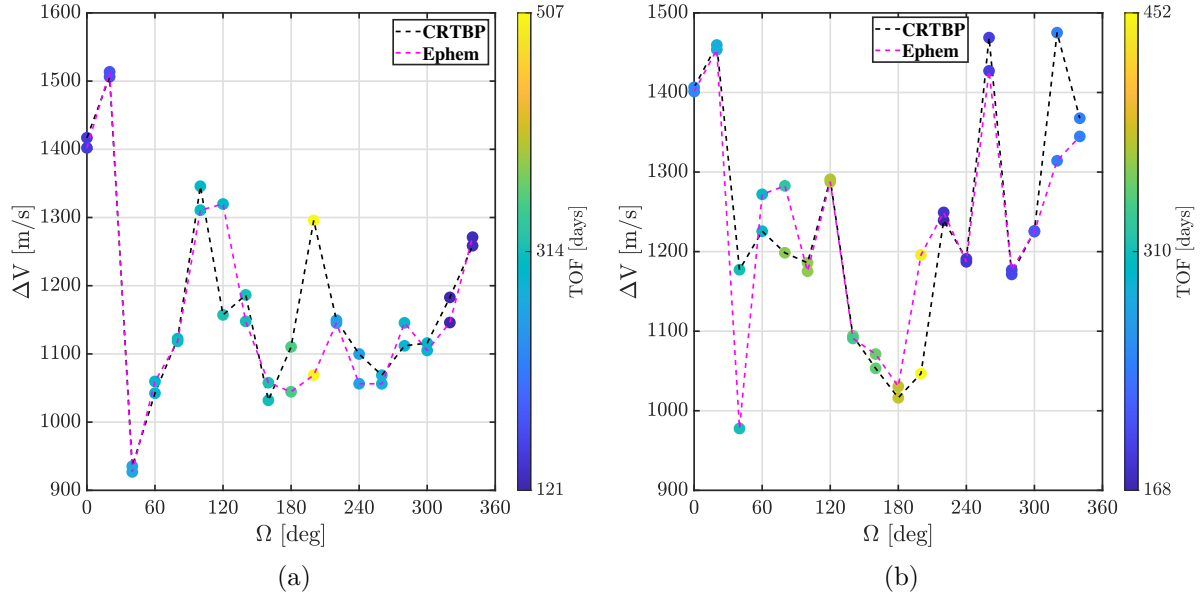 1600
1500
1400
1300
1200
1100
1000
900
ΔV [m/s]
0 60 120 180 240 300 360
Ω [deg]
CRTBP
Ephem
507
314
121
TOF [days]
(a)
1500
1400
1300
1200
1100
1000
900
ΔV [m/s]
0 60 120 180 240 300 360
Ω [deg]
CRTBP
Ephem
452
310
168
TOF [days]
(b)